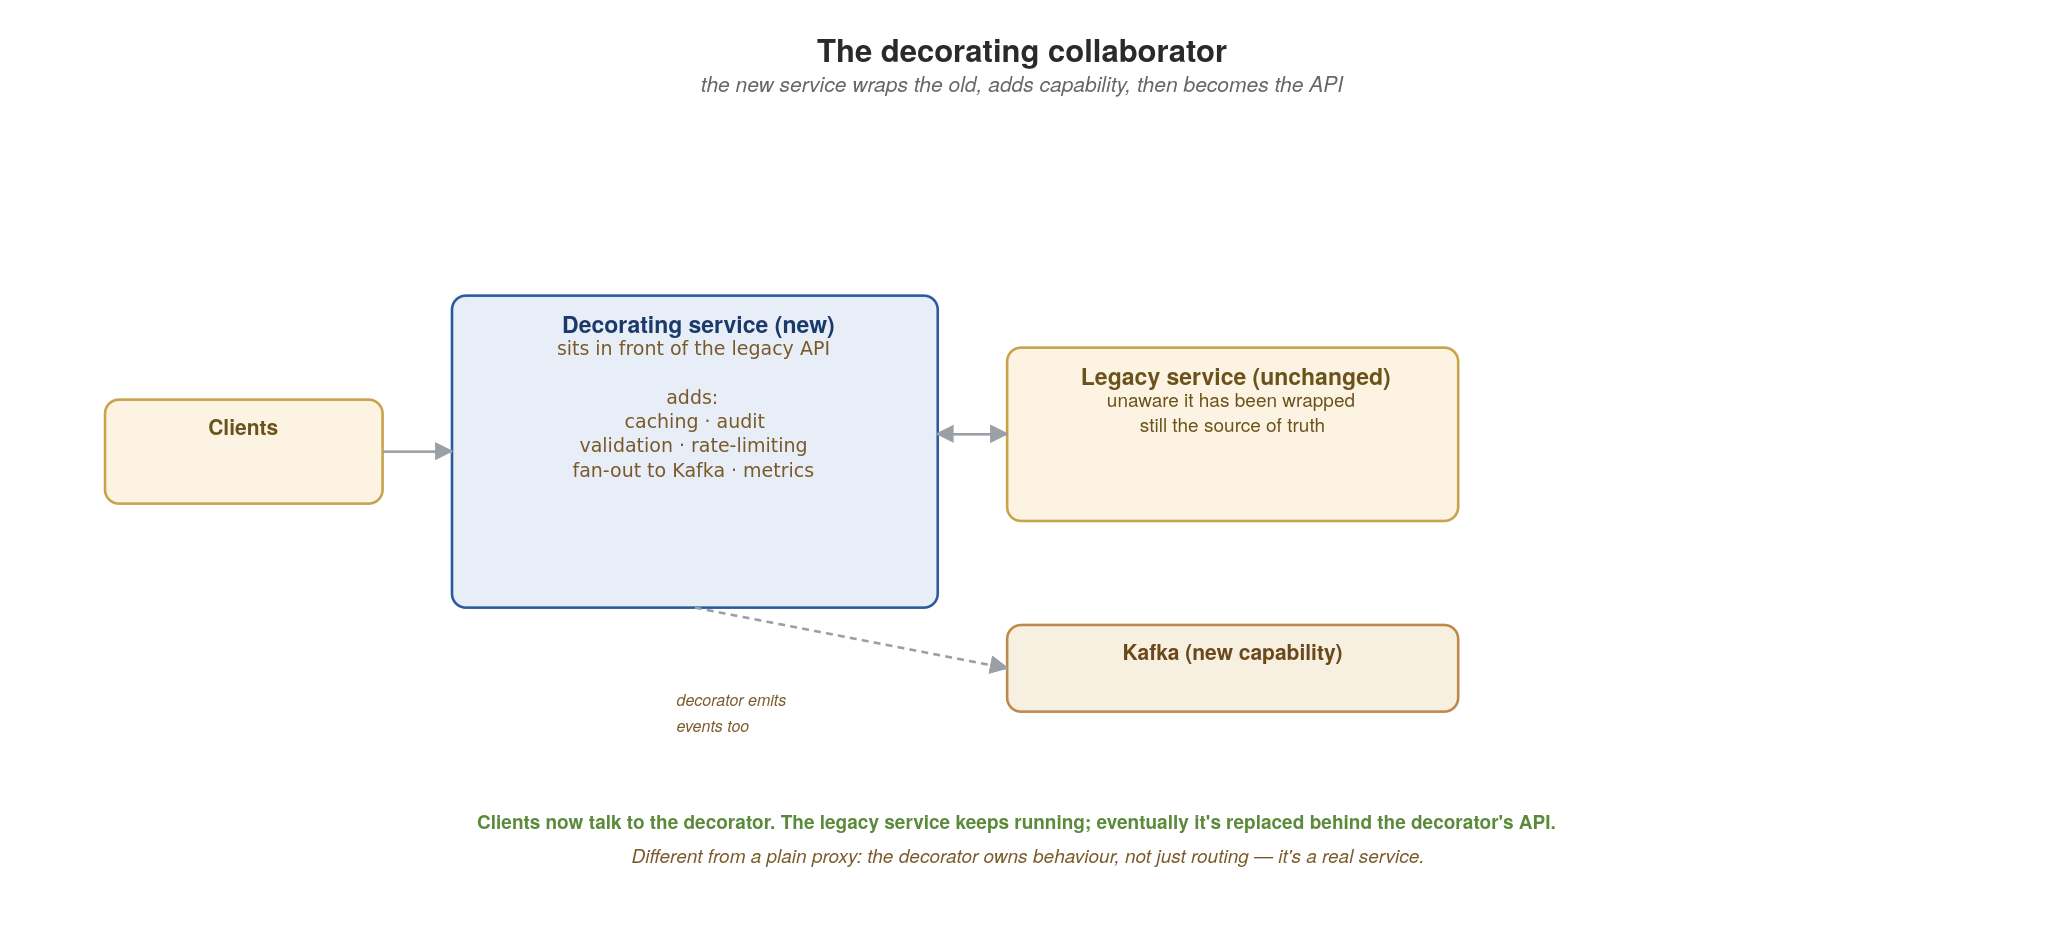 The decorating collaborator
the new service wraps the old, adds capability, then becomes the API
Clients
Decorating service (new)
sits in front of the legacy API
adds:
caching · audit
validation · rate-limiting
fan-out to Kafka · metrics
Legacy service (unchanged)
unaware it has been wrapped
still the source of truth
Kafka (new capability)
decorator emits
events too
Clients now talk to the decorator. The legacy service keeps running; eventually it's replaced behind the decorator's API.
Different from a plain proxy: the decorator owns behaviour, not just routing — it's a real service.